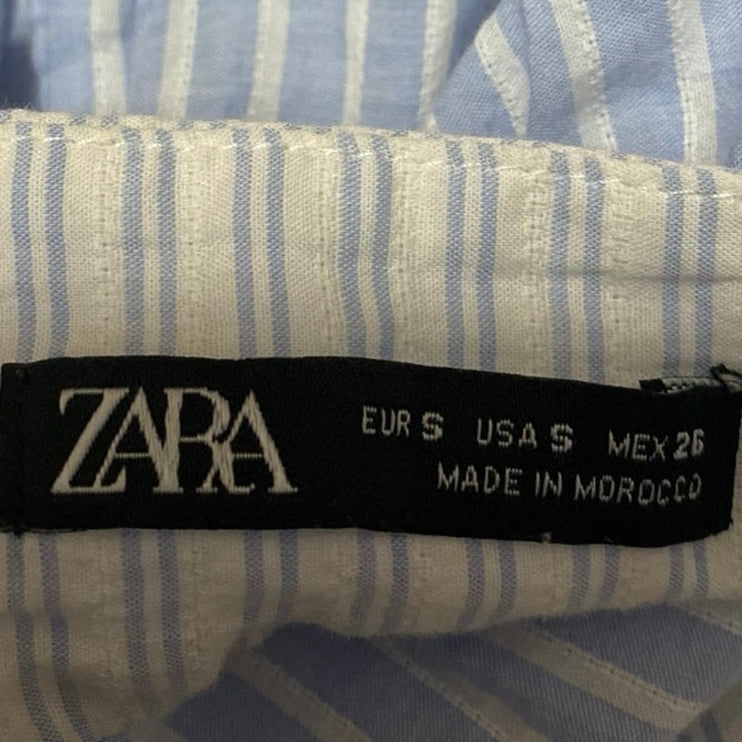 ZARA
EUR S USA S MEX 26
MADE IN MOROCCO